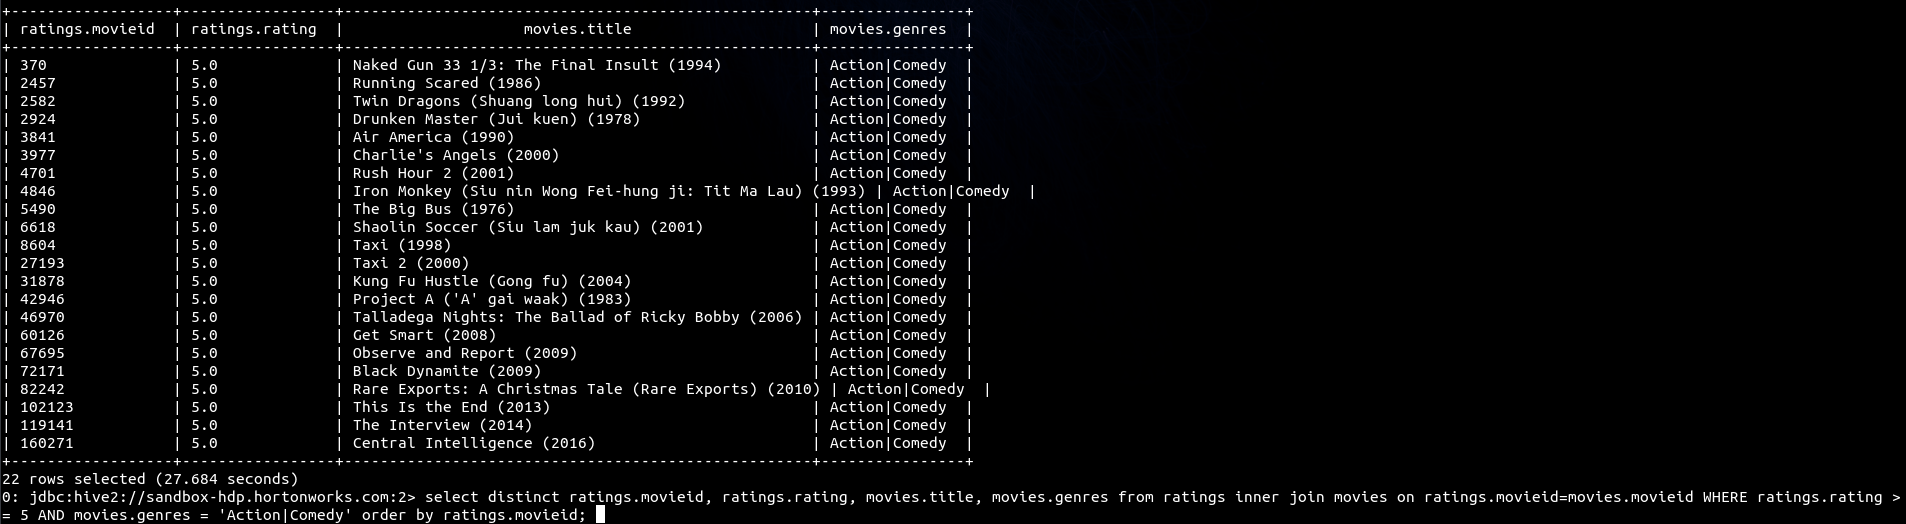 +-----------------+-----------------+----------------------------------------------------+----------------+
| ratings.movieid | ratings.rating | movies.title | movies.genres |
+-----------------+-----------------+----------------------------------------------------+----------------+
| 370 | 5.0 | Naked Gun 33 1/3: The Final Insult (1994) | Action|Comedy |
| 2457 | 5.0 | Running Scared (1986) | Action|Comedy |
| 2582 | 5.0 | Twin Dragons (Shuang long hui) (1992) | Action|Comedy |
| 2924 | 5.0 | Drunken Master (Jui kuen) (1978) | Action|Comedy |
| 3841 | 5.0 | Air America (1990) | Action|Comedy |
| 3977 | 5.0 | Charlie's Angels (2000) | Action|Comedy |
| 4701 | 5.0 | Rush Hour 2 (2001) | Action|Comedy |
| 4846 | 5.0 | Iron Monkey (Siu nin Wong Fei-hung ji: Tit Ma Lau) (1993) | Action|Comedy |
| 5490 | 5.0 | The Big Bus (1976) | Action|Comedy |
| 6618 | 5.0 | Shaolin Soccer (Siu lam juk kau) (2001) | Action|Comedy |
| 8604 | 5.0 | Taxi (1998) | Action|Comedy |
| 27193 | 5.0 | Taxi 2 (2000) | Action|Comedy |
| 31878 | 5.0 | Kung Fu Hustle (Gong fu) (2004) | Action|Comedy |
| 42946 | 5.0 | Project A ('A' gai waak) (1983) | Action|Comedy |
| 46970 | 5.0 | Talladega Nights: The Ballad of Ricky Bobby (2006) | Action|Comedy |
| 60126 | 5.0 | Get Smart (2008) | Action|Comedy |
| 67695 | 5.0 | Observe and Report (2009) | Action|Comedy |
| 72171 | 5.0 | Black Dynamite (2009) | Action|Comedy |
| 82242 | 5.0 | Rare Exports: A Christmas Tale (Rare Exports) (2010) | Action|Comedy |
| 102123 | 5.0 | This Is the End (2013) | Action|Comedy |
| 119141 | 5.0 | The Interview (2014) | Action|Comedy |
| 160271 | 5.0 | Central Intelligence (2016) | Action|Comedy |
+-----------------+-----------------+----------------------------------------------------+----------------+
22 rows selected (27.684 seconds)
0: jdbc:hive2://sandbox-hdp.hortonworks.com:2> select distinct ratings.movieid, ratings.rating, movies.title, movies.genres from ratings inner join movies on ratings.movieid=movies.movieid WHERE ratings.rating >
= 5 AND movies.genres = 'Action|Comedy' order by ratings.movieid;